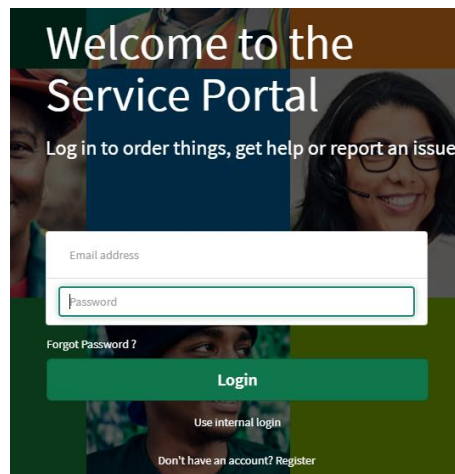 Welcome to the
Service Portal
Log in to order things, get help or report an issue
Email address
Password
Forgot Password ?
Login
Use internal login
Don't have an account? Register